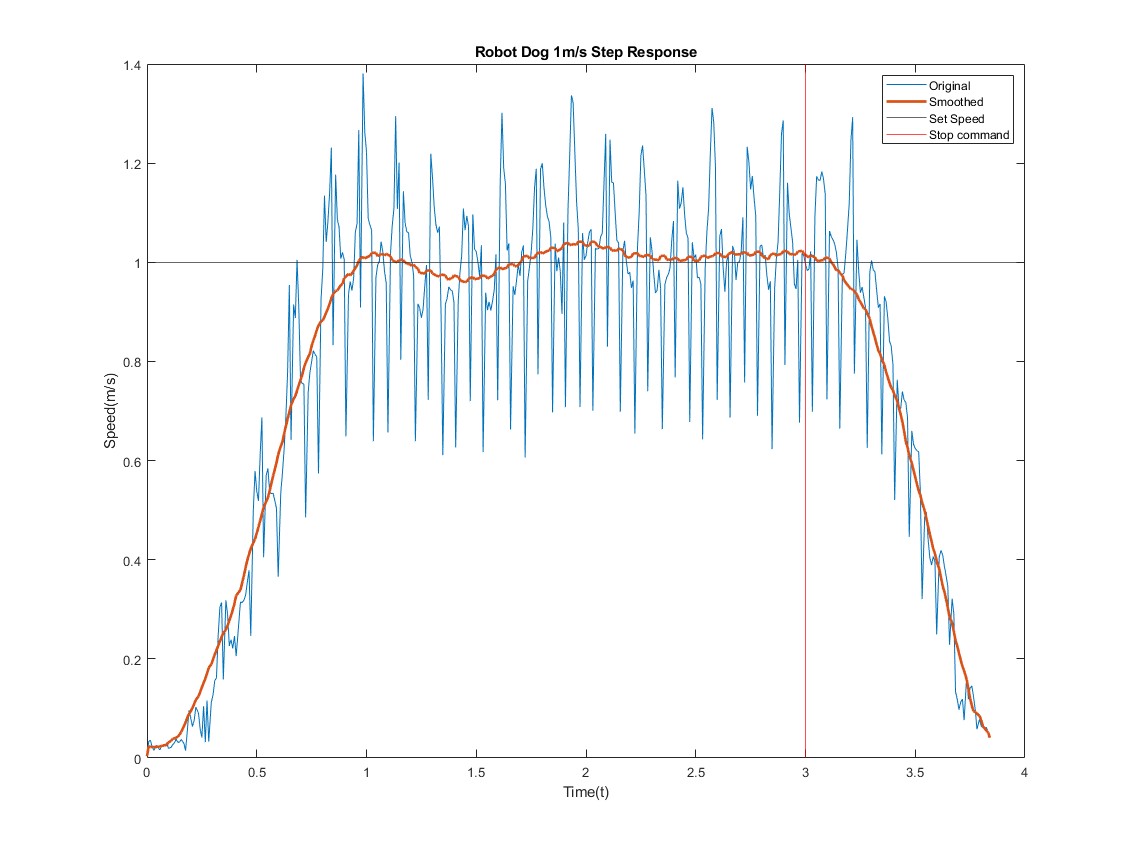 Robot Dog 1m/s Step Response
Original
Smoothed
Set Speed
Stop command
1.4
1.2
1
0.8
0.6
0.4
0.2
0
Speed(m/s)
0 0.5 1 1.5 2 2.5 3 3.5 4
Time(t)